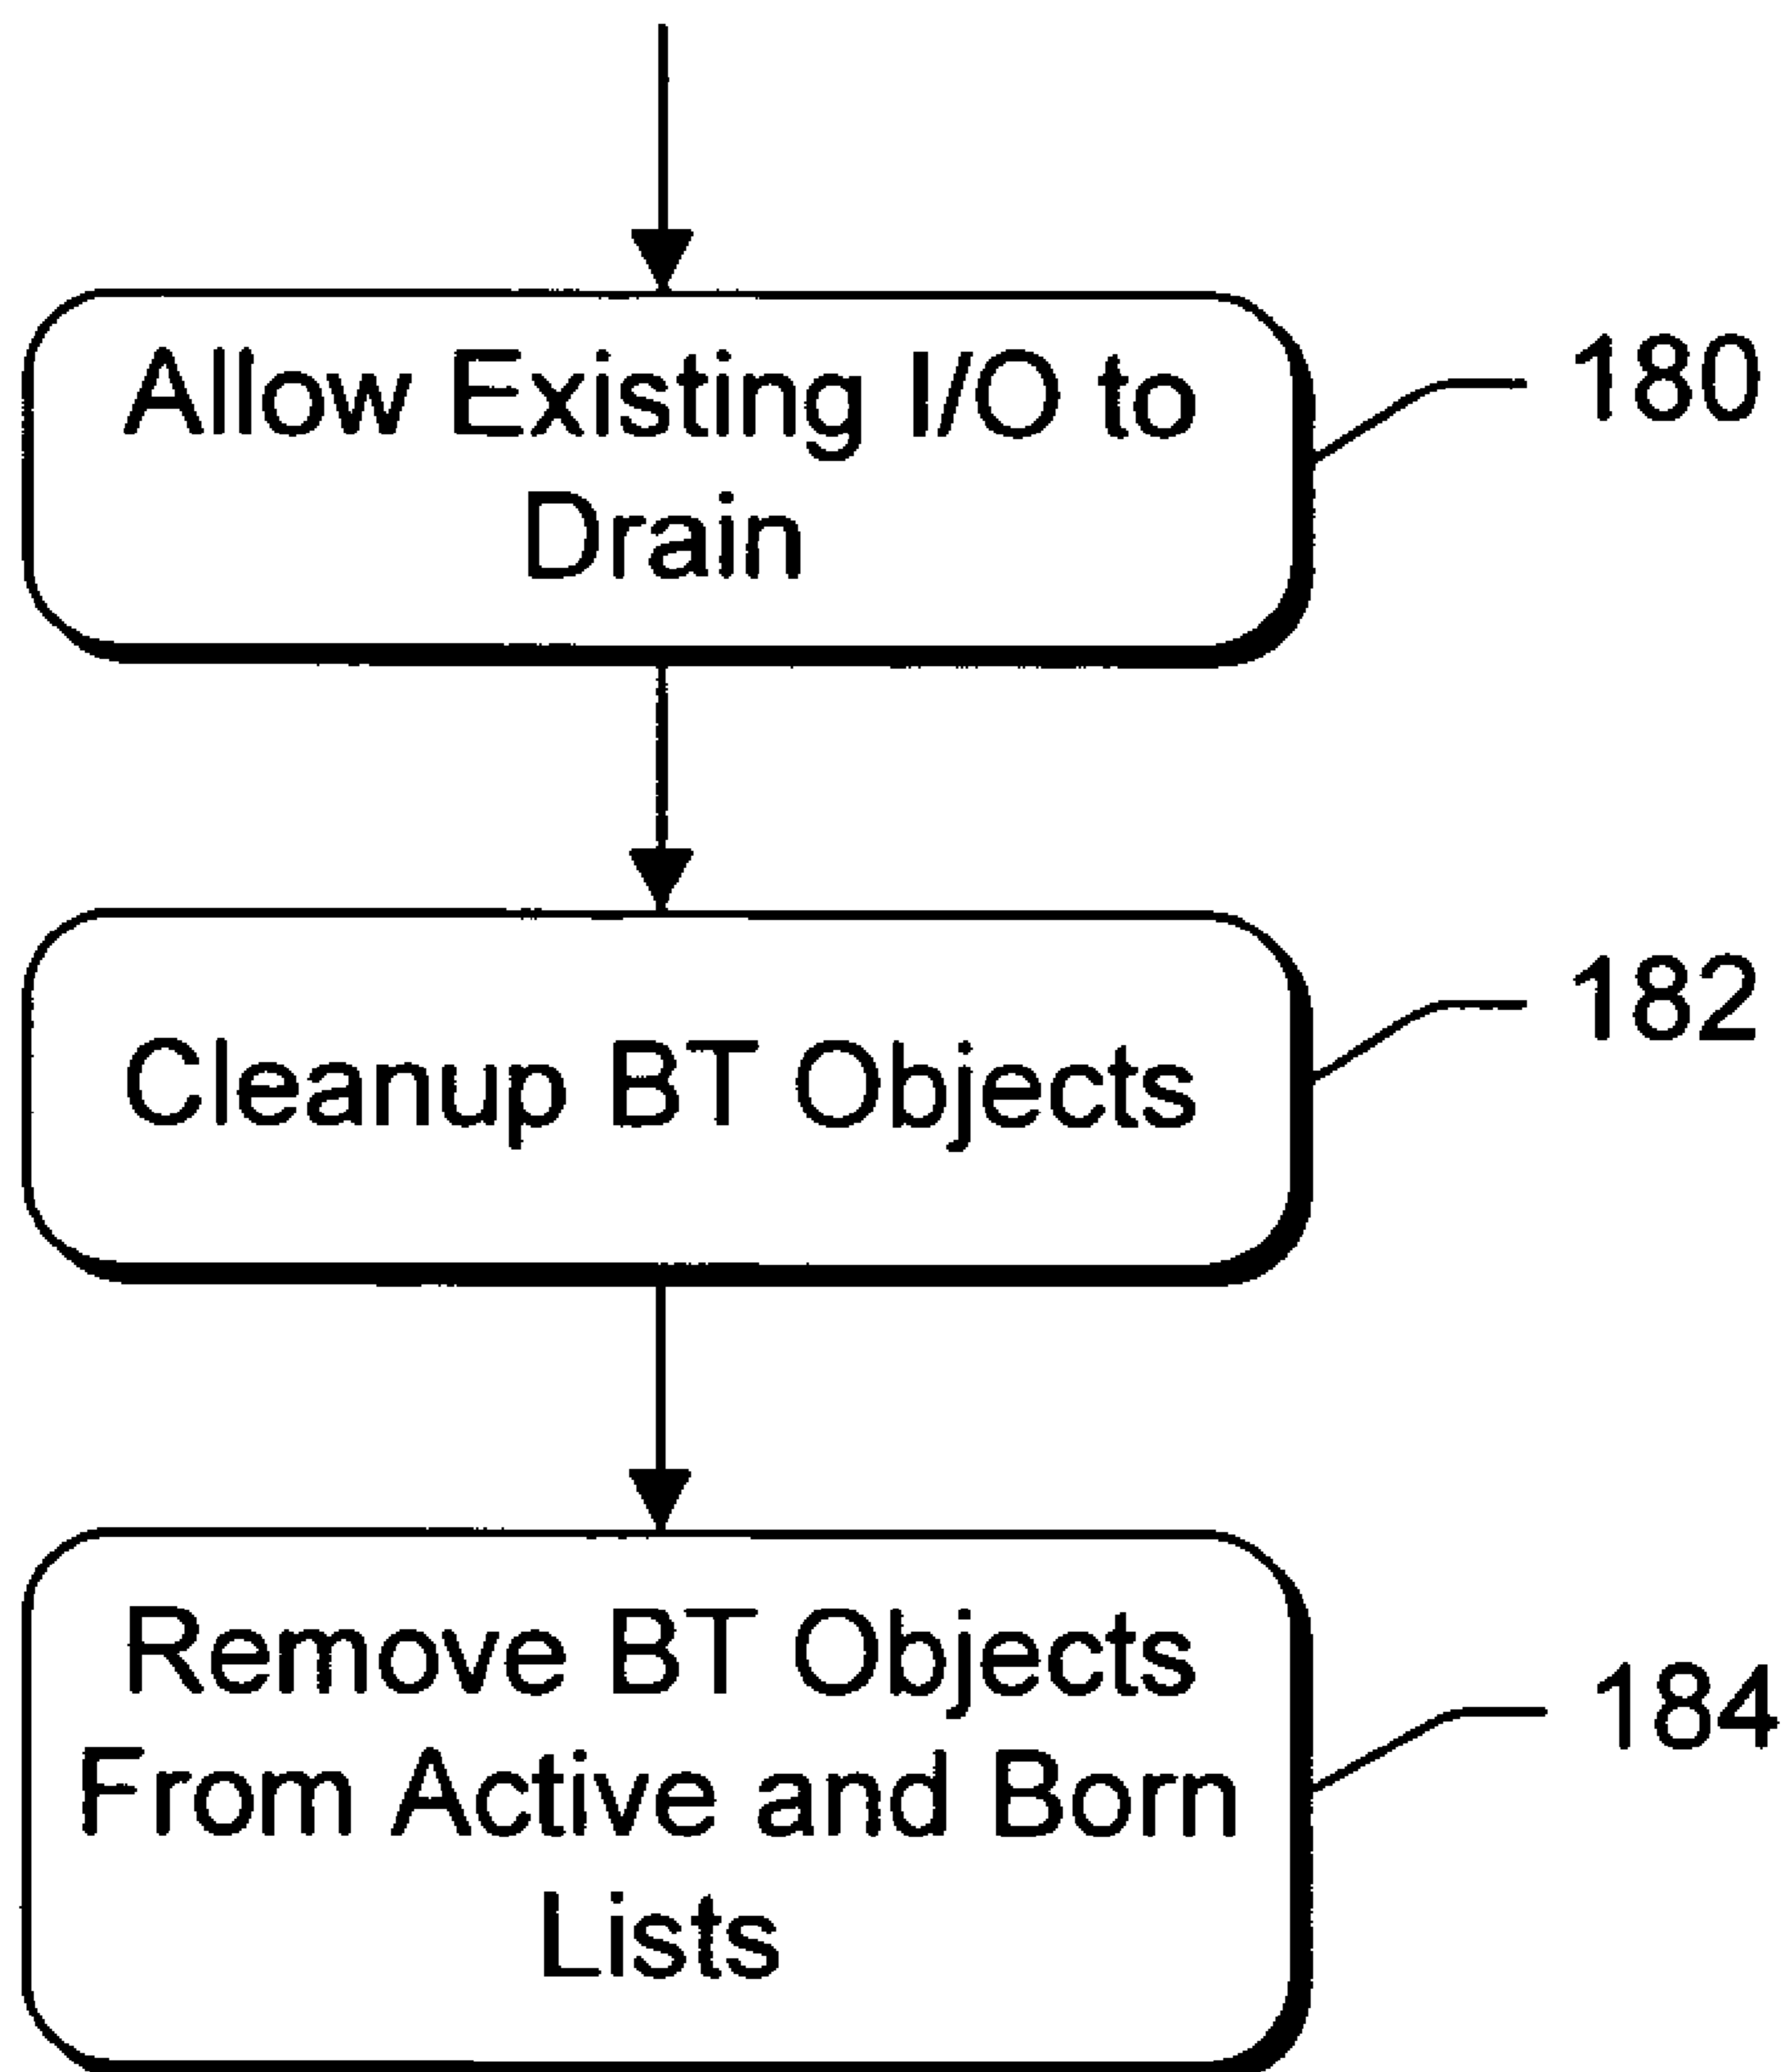 Allow Existing I/O to
Drain
180
Cleanup BT Objects
182
Remove BT Objects
From Active and Born
Lists
184